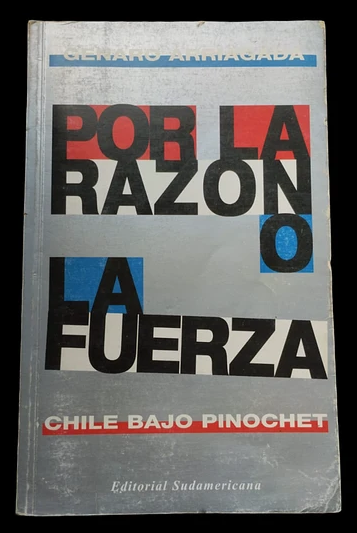 GENARO ARRIAGADA
POR LA
RAZON
O
LA
FUERZA
CHILE BAJO PINOCHET
Editorial Sudamericana